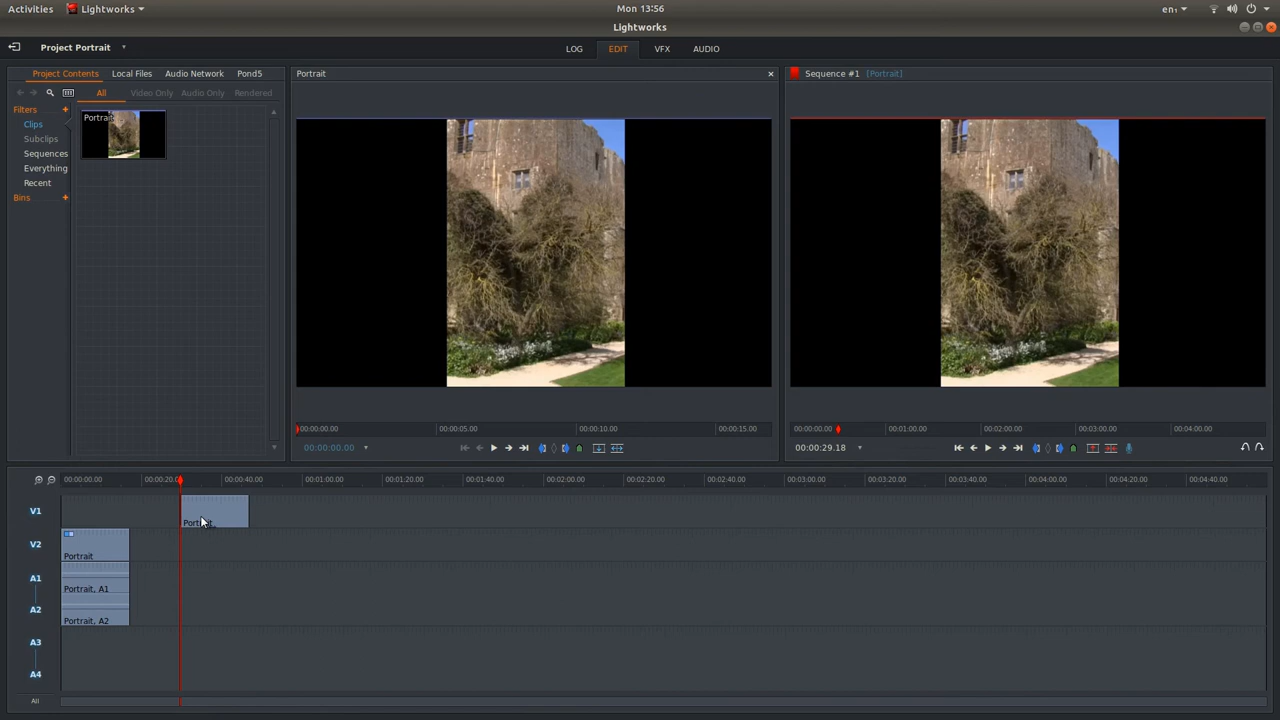 Activities Lightworks Mon 13:56 en₁
Lightworks
Project Portrait LOG EDIT VFX AUDIO
Project Contents Local Files Audio Network Pond5 Portrait Sequence #1 [Portrait]
All Video Only Audio Only Rendered
Filters +
Clips
Subclips
Sequences
Everything
Recent
Bins +
Portrait
00:00:00.00 00:00:05.00 00:00:10.00 00:00:15.00
00:00:00.00 00:01:00.00 00:02:00.00 00:03:00.00 00:04:00.00
00:00:00.00 00:00:29.18
00:00:00.00 00:00:20.0 00:00:40.00 00:01:00.00 00:01:20.00 00:01:40.00 00:02:00.00 00:02:20.00 00:02:40.00 00:03:00.00 00:03:20.00 00:03:40.00 00:04:00.00 00:04:20.00 00:04:40.00
V1 Portrait
V2 Portrait
A1 Portrait, A1
A2 Portrait, A2
A3
A4
All